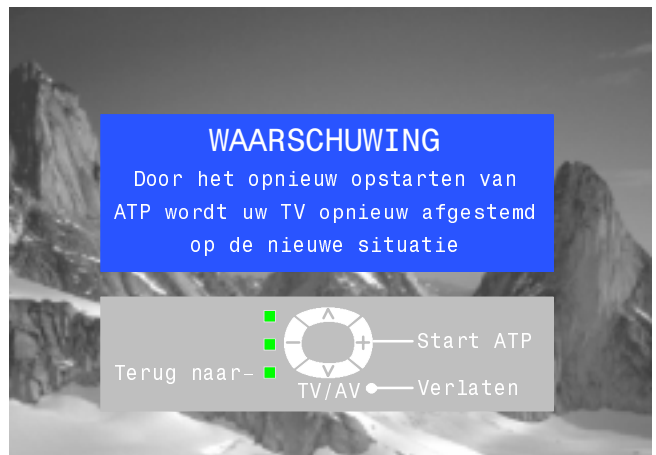 WAARSCHUWING
Door het opnieuw opstarten van
ATP wordt uw TV opnieuw afgestemd
op de nieuwe situatie
Start ATP
Terug naar
TV/AV
Verlaten